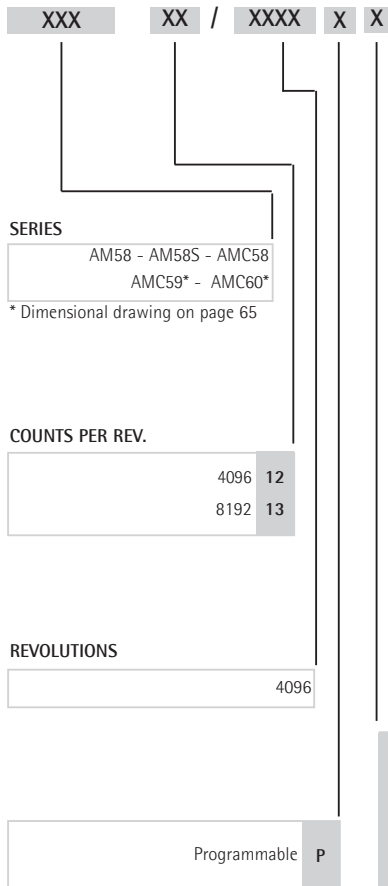 XXX XX / XXXX X X
SERIES
AM58 - AM58S - AMC58
AMC59* - AMC60*
* Dimensional drawing on page 65
COUNTS PER REV.
4096 12
8192 13
REVOLUTIONS
4096
Programmable P